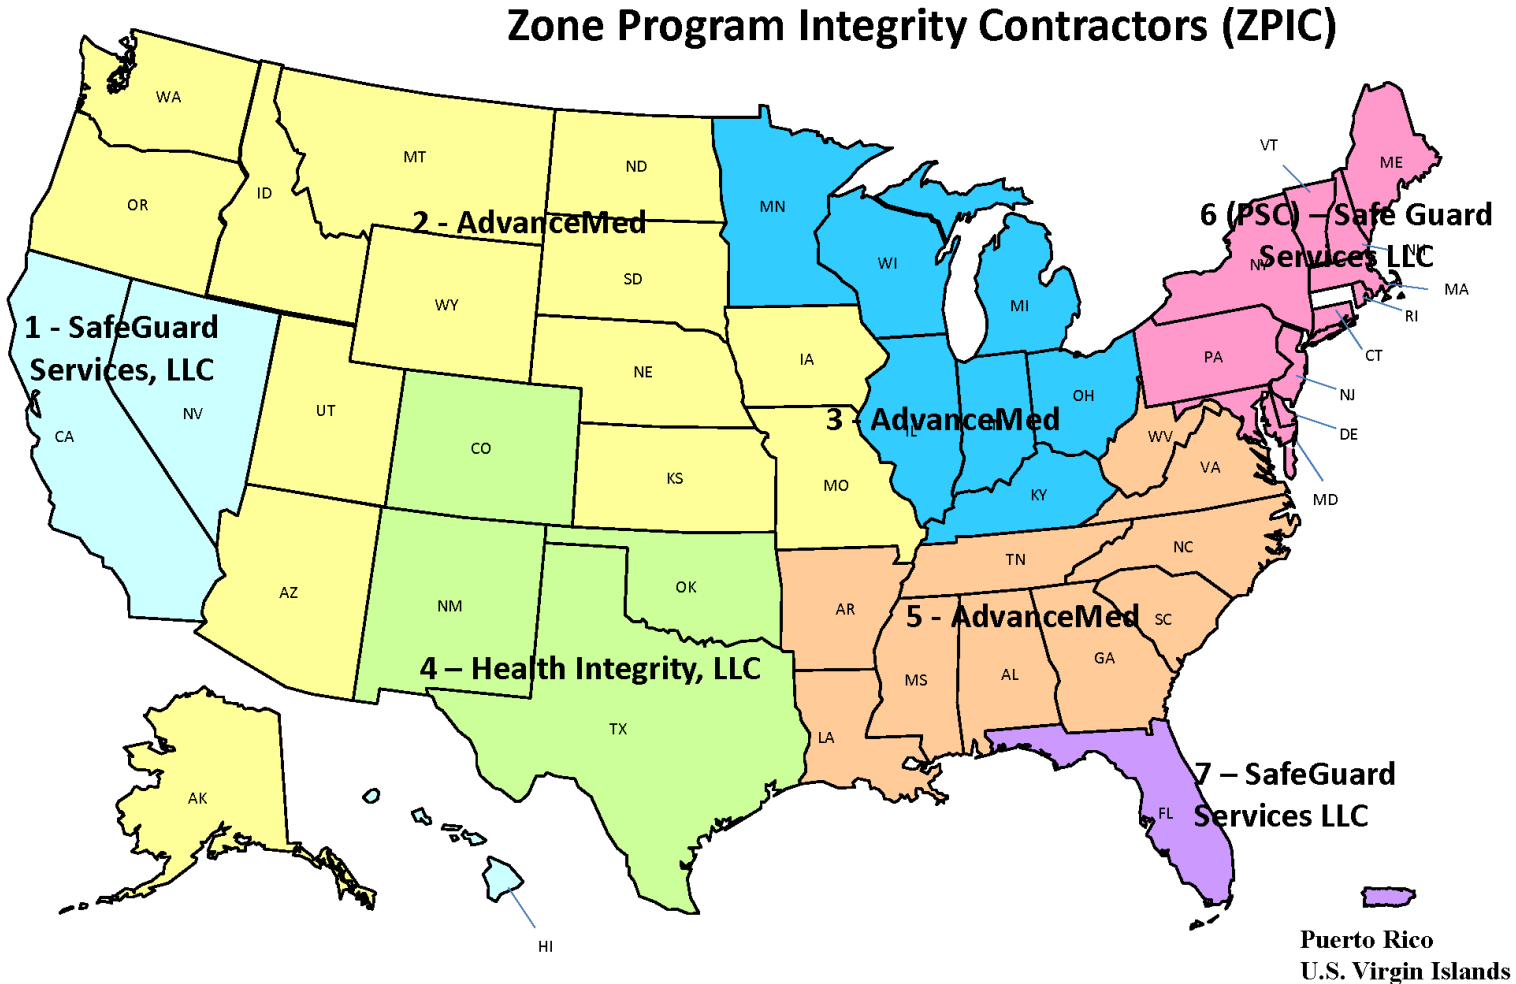 Zone Program Integrity Contractors (ZPIC)
WA
MT
ND
VT
ME
OR
ID
MN
2 - AdvanceMed
6 (PSC) – Safe Guard
Services LLC
NH
NY
WI
SD
MA
WY
MI
RI
1 - SafeGuard
Services, LLC
CT
PA
IA
NE
NJ
OH
UT
NV
3 - AdvanceMed
IL
DE
CA
WV
CO
VA
KS
MO
KY
MD
NC
TN
OK
AZ
NM
AR
5 - AdvanceMed
SC
GA
4 – Health Integrity, LLC
MS
AL
TX
LA
7 – SafeGuard
Services LLC
AK
FL
HI
Puerto Rico
U.S. Virgin Islands